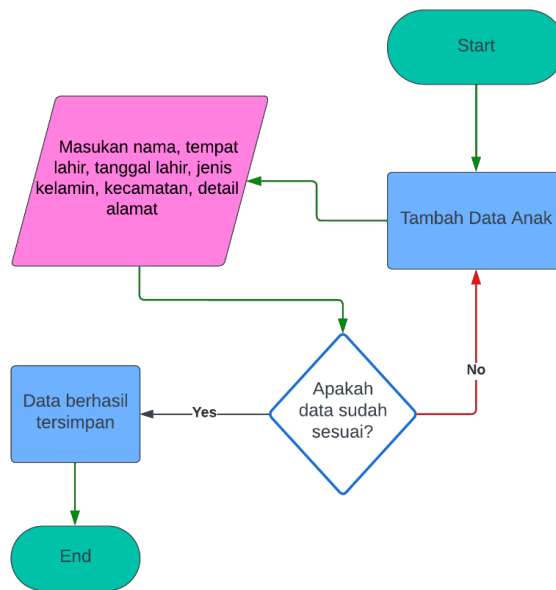 Start
Tambah Data Anak
Masukan nama, tempat
lahir, tanggal lahir, jenis
kelamin, kecamatan, detail
alamat
Apakah
data sudah
sesuai?
No
Yes
Data berhasil
tersimpan
End